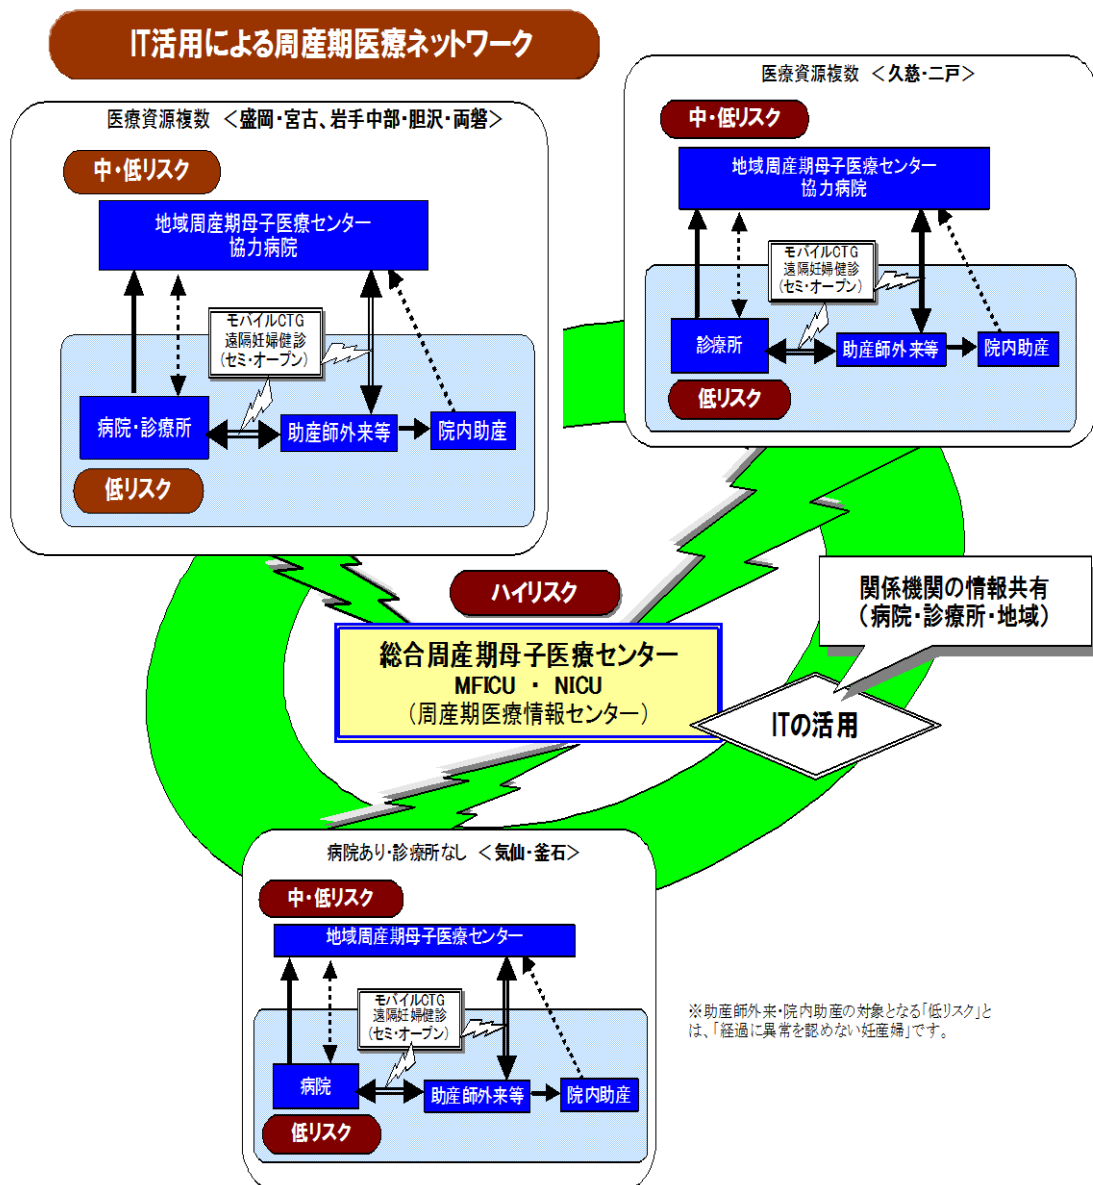 IT活用による周産期医療ネットワーク
医療資源複数 <盛岡・宮古、岩手中部・胆沢・両磐>
中・低リスク
地域周産期母子医療センター
協力病院
モバイルCTG
遠隔妊婦健診
(セミ・オープン)
病院・診療所
助産師外来等
院内助産
低リスク
医療資源複数 <久慈・二戸>
中・低リスク
地域周産期母子医療センター
協力病院
モバイルCTG
遠隔妊婦健診
(セミ・オープン)
診療所
助産師外来等
院内助産
低リスク
ハイリスク
総合周産期母子医療センター
MFICU ・ NICU
(周産期医療情報センター)
関係機関の情報共有
(病院・診療所・地域)
ITの活用
病院あり・診療所なし <気仙・釜石>
中・低リスク
地域周産期母子医療センター
モバイルCTG
遠隔妊婦健診
(セミ・オープン)
病院
助産師外来等
院内助産
低リスク
※助産師外来・院内助産の対象となる「低リスク」と
は、「経過に異常を認めない妊産婦」です。